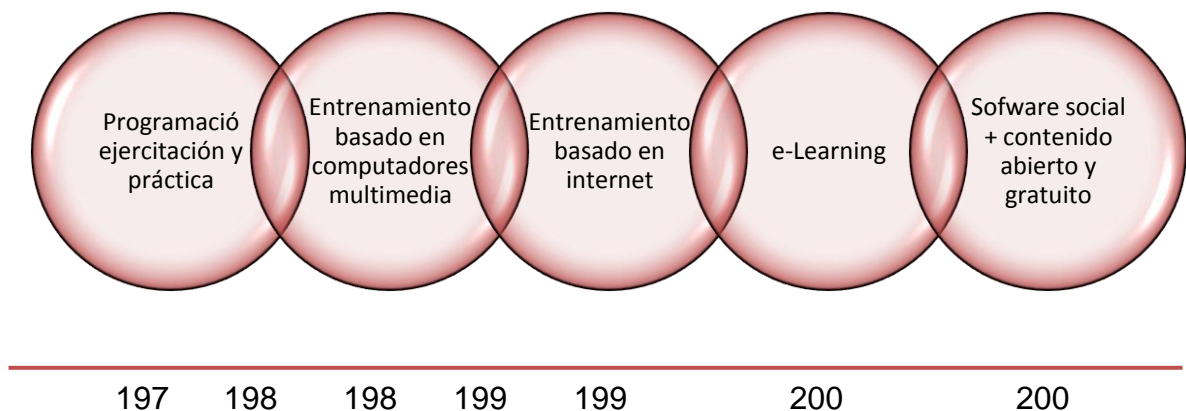 Programació
ejercitación y
práctica
Entrenamiento
basado en
computadores
multimedia
Entrenamiento
basado en
internet
e-Learning
Sofware social
+ contenido
abierto y
gratuito
197 198 198 199 199 200 200